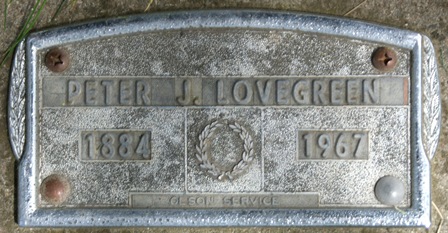 PETER J. LOVEGREEN
1884 1967
OLSON SERVICE